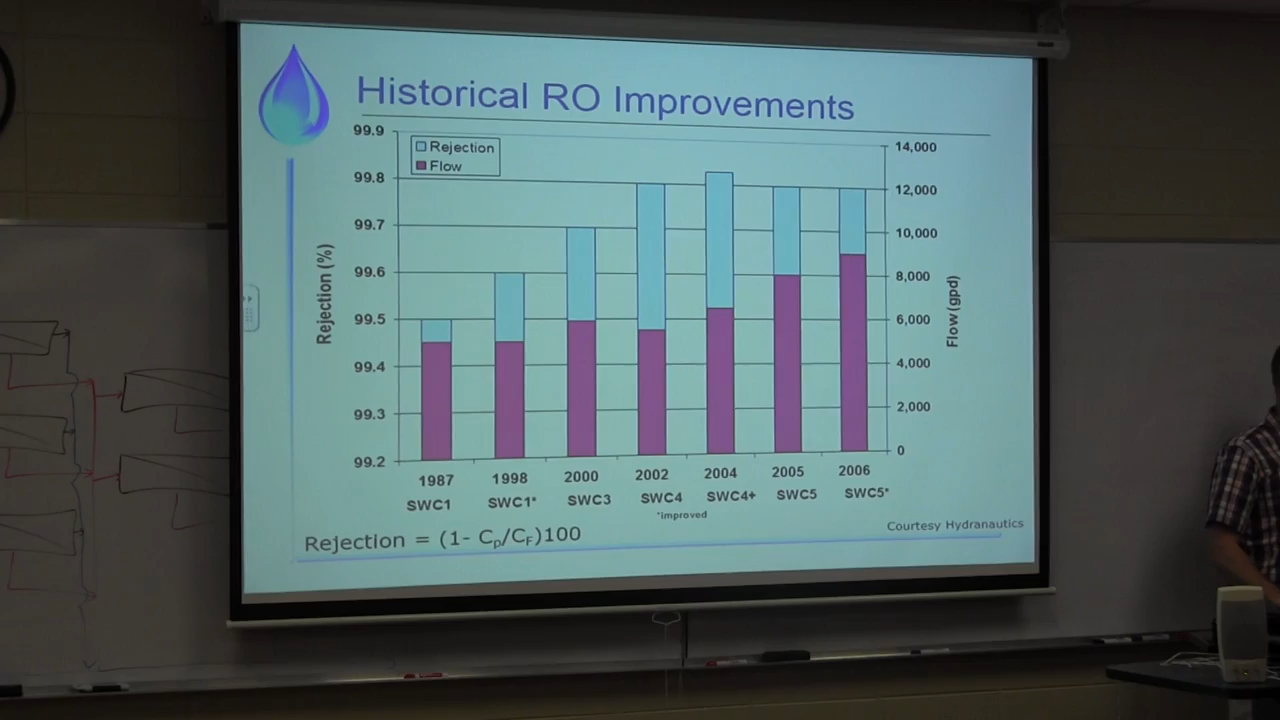 Historical RO Improvements
Rejection
Flow
99.9
99.8
99.7
99.6
99.5
99.4
99.3
99.2
Rejection (%)
14,000
12,000
10,000
8,000
6,000
4,000
2,000
0
Flow (gpd)
1987 1998 2000 2002 2004 2005 2006
SWC1 SWC1* SWC3 SWC4 SWC4+ SWC5 SWC5*
*improved
Rejection = (1- Cp/CF)100
Courtesy Hydranautics